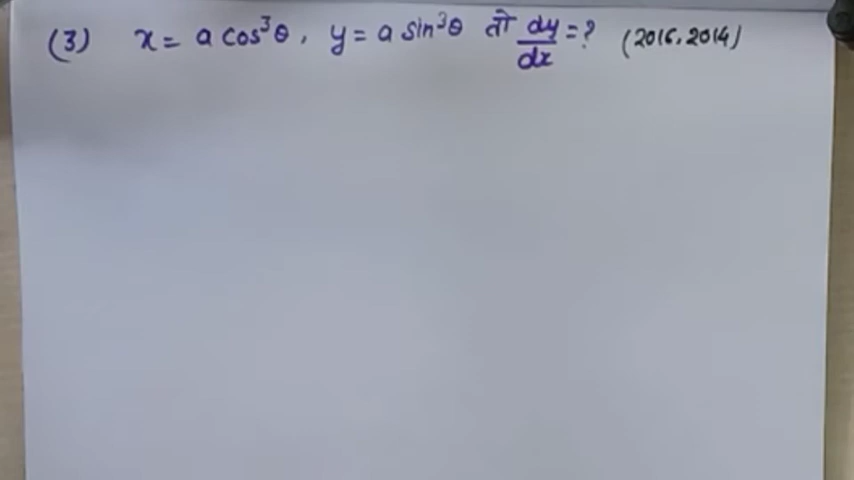 (3) x = a cos³θ, y = a sin³θ तो dy/dx = ? (2016, 2014)